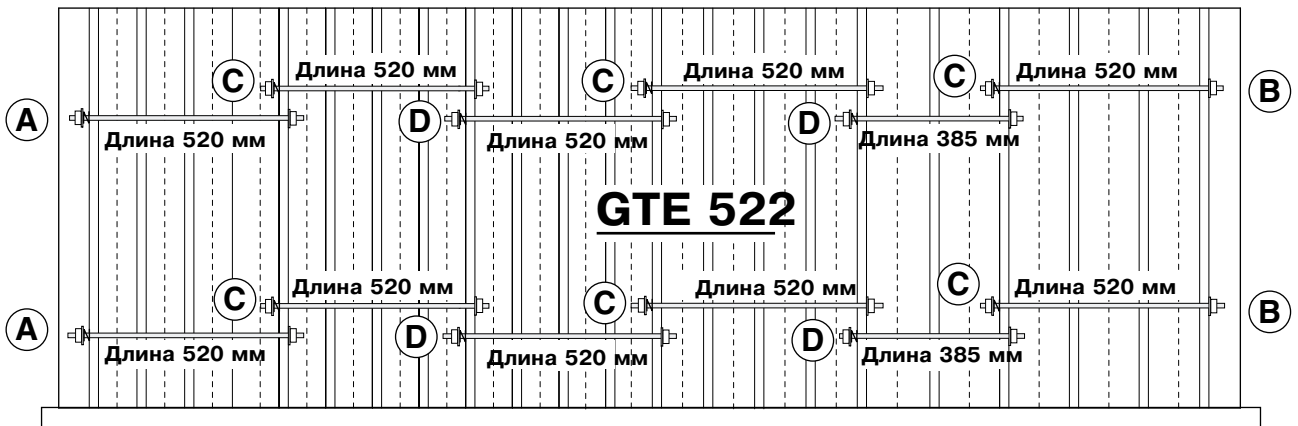 C Длина 520 мм C Длина 520 мм C Длина 520 мм B
A D D
Длина 520 мм Длина 520 мм Длина 385 мм
GTE 522
C Длина 520 мм C Длина 520 мм C Длина 520 мм B
A D D
Длина 520 мм Длина 520 мм Длина 385 мм